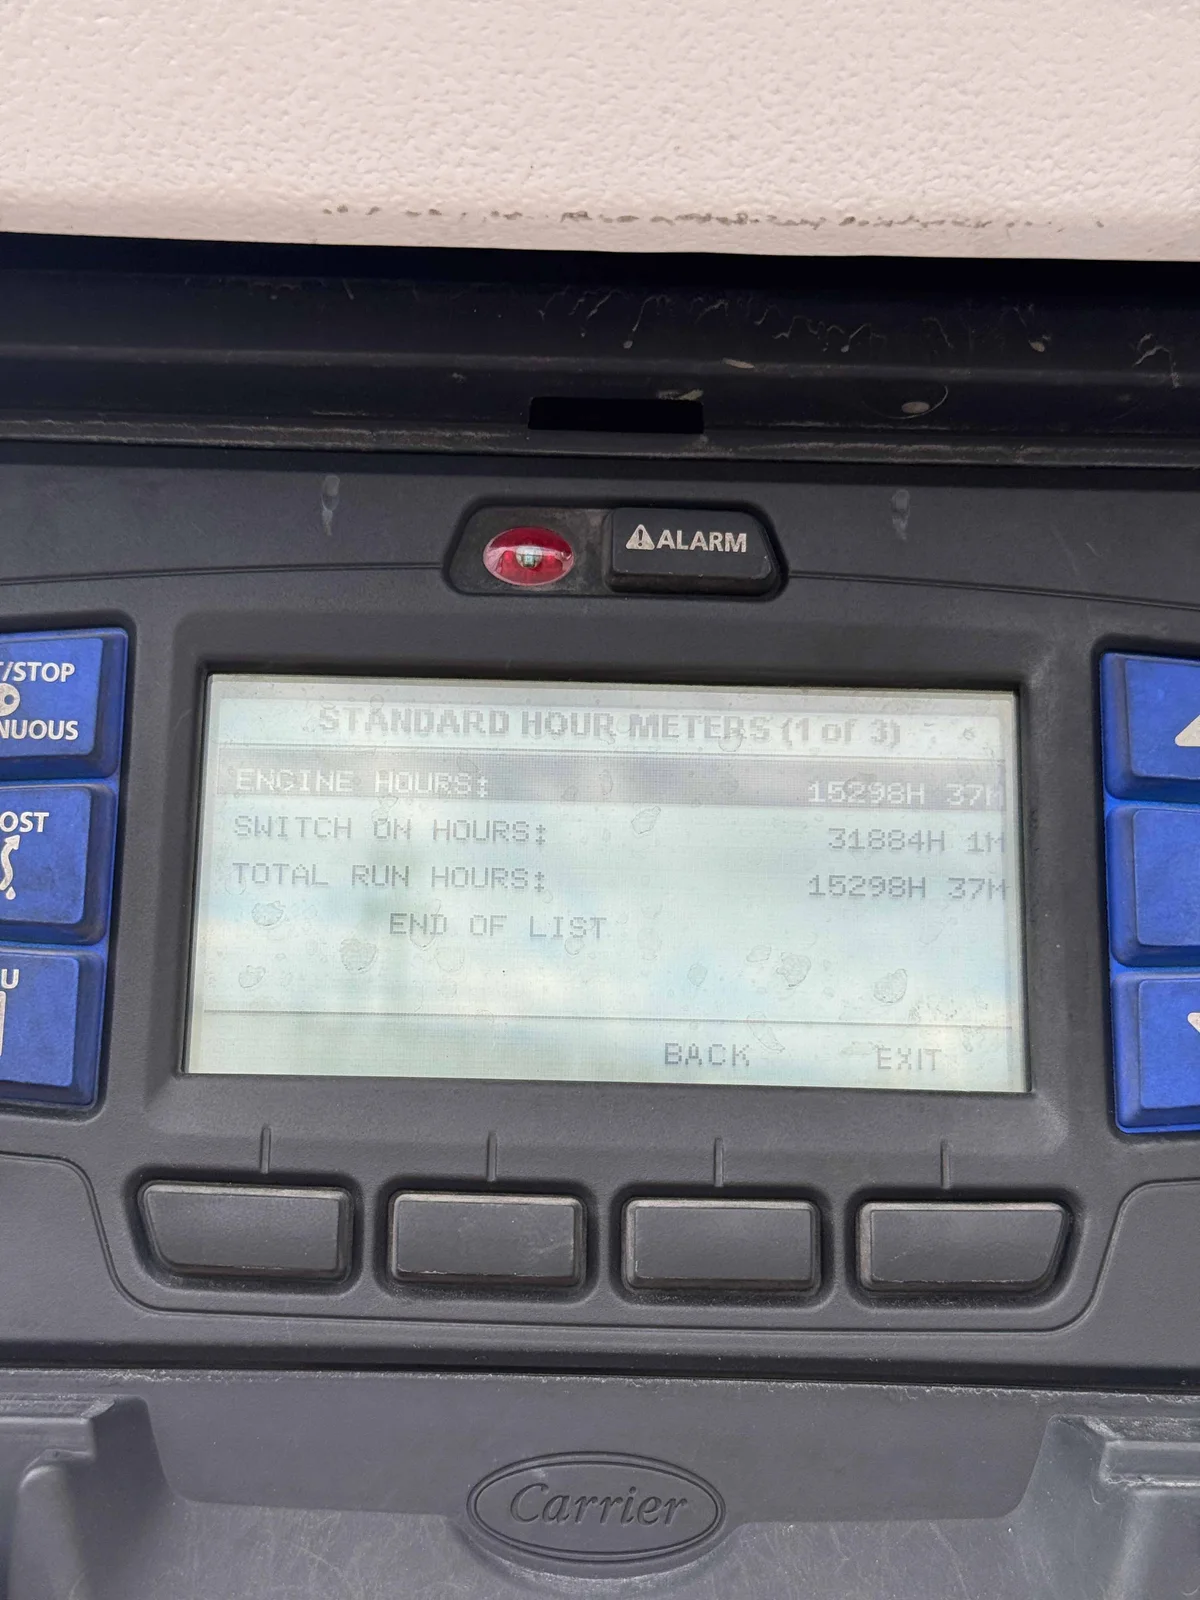 ⚠ALARM
/STOP
NUOUS
OST
U
STANDARD HOUR METERS (1 of 3)
ENGINE HOURS: 15298H 37M
SWITCH ON HOURS: 31884H 1M
TOTAL RUN HOURS: 15298H 37M
END OF LIST
BACK EXIT
Carrier